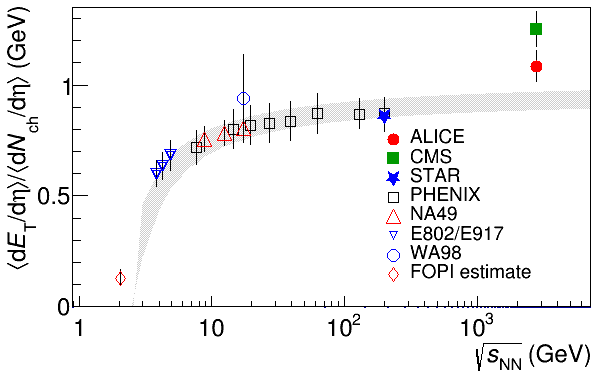 ⟨dE_T/dη⟩/⟨dN_ch/dη⟩ (GeV)
1
0.5
0
ALICE
CMS
STAR
PHENIX
NA49
E802/E917
WA98
FOPI estimate
1 10 10² 10³
√s_NN (GeV)